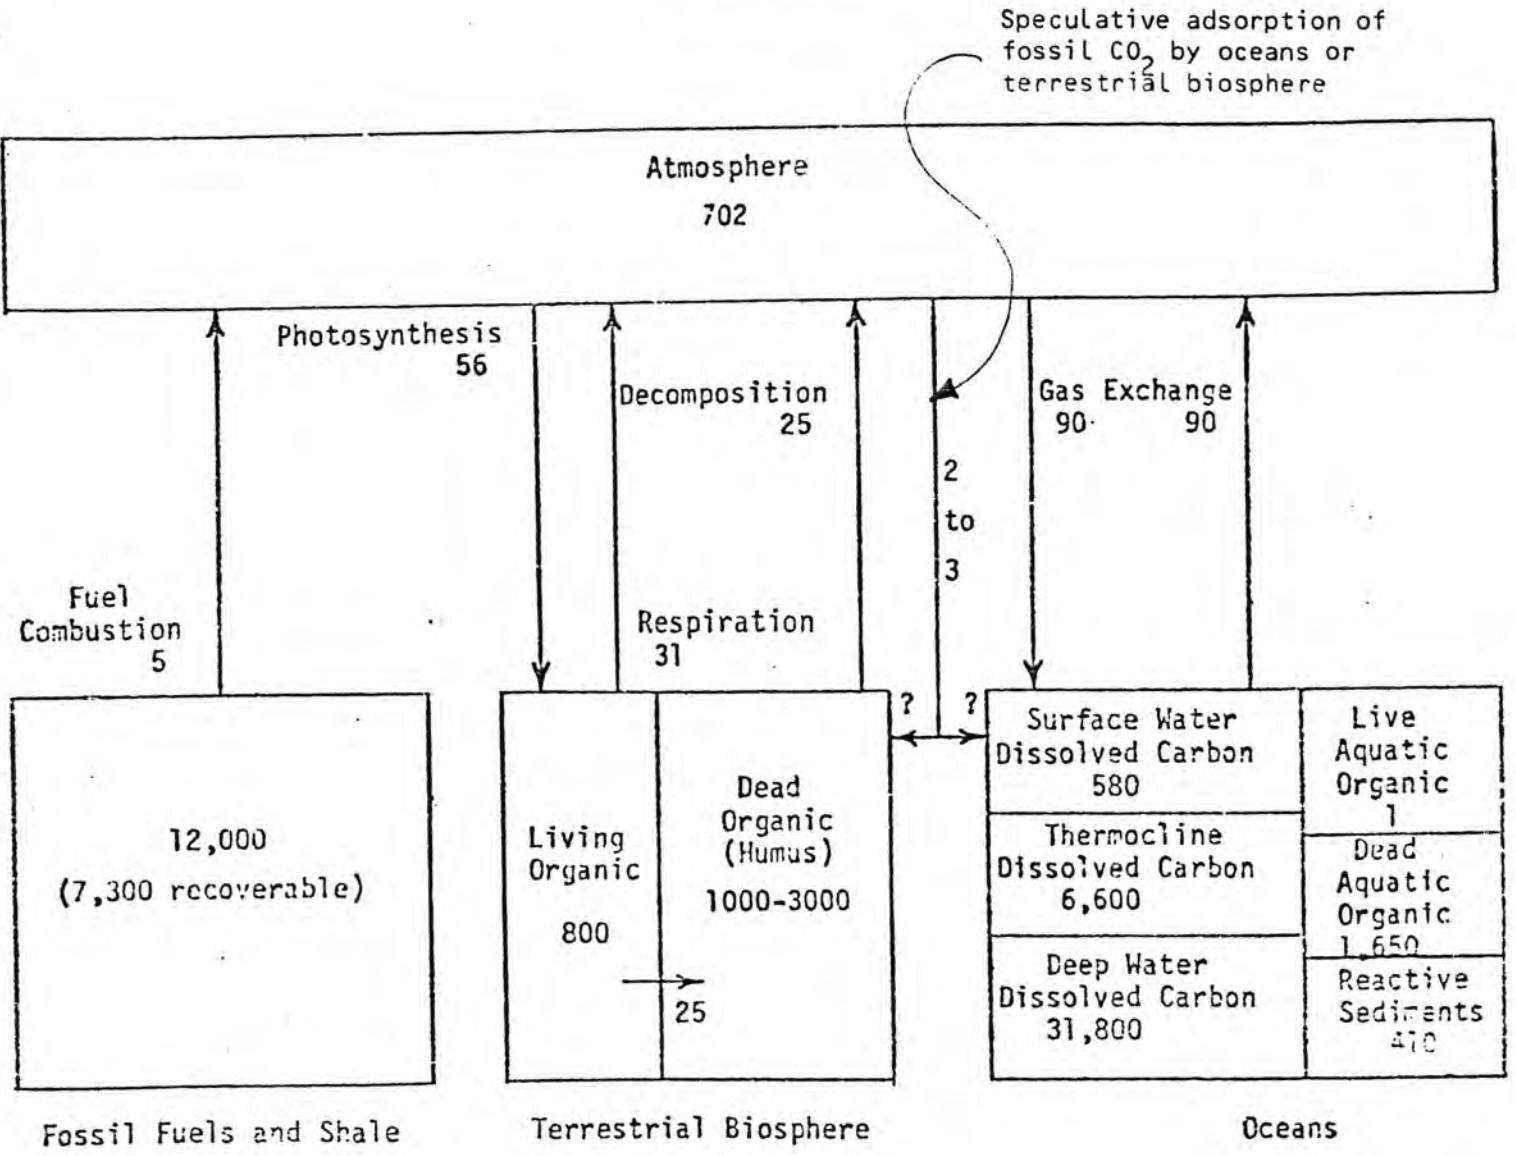 Speculative adsorption of
fossil CO2 by oceans or
terrestrial biosphere
Atmosphere
702
Photosynthesis
56
Decomposition
25
Gas Exchange
90 90
2
to
3
Fuel
Combustion
5
Respiration
31
? ?
12,000
(7,300 recoverable)
Living
Organic
800
25
Dead
Organic
(Humus)
1000-3000
Surface Water
Dissolved Carbon
580
Thermocline
Dissolved Carbon
6,600
Deep Water
Dissolved Carbon
31,800
Live
Aquatic
Organic
1
Dead
Aquatic
Organic
1,650
Reactive
Sediments
470
Fossil Fuels and Shale
Terrestrial Biosphere
Oceans